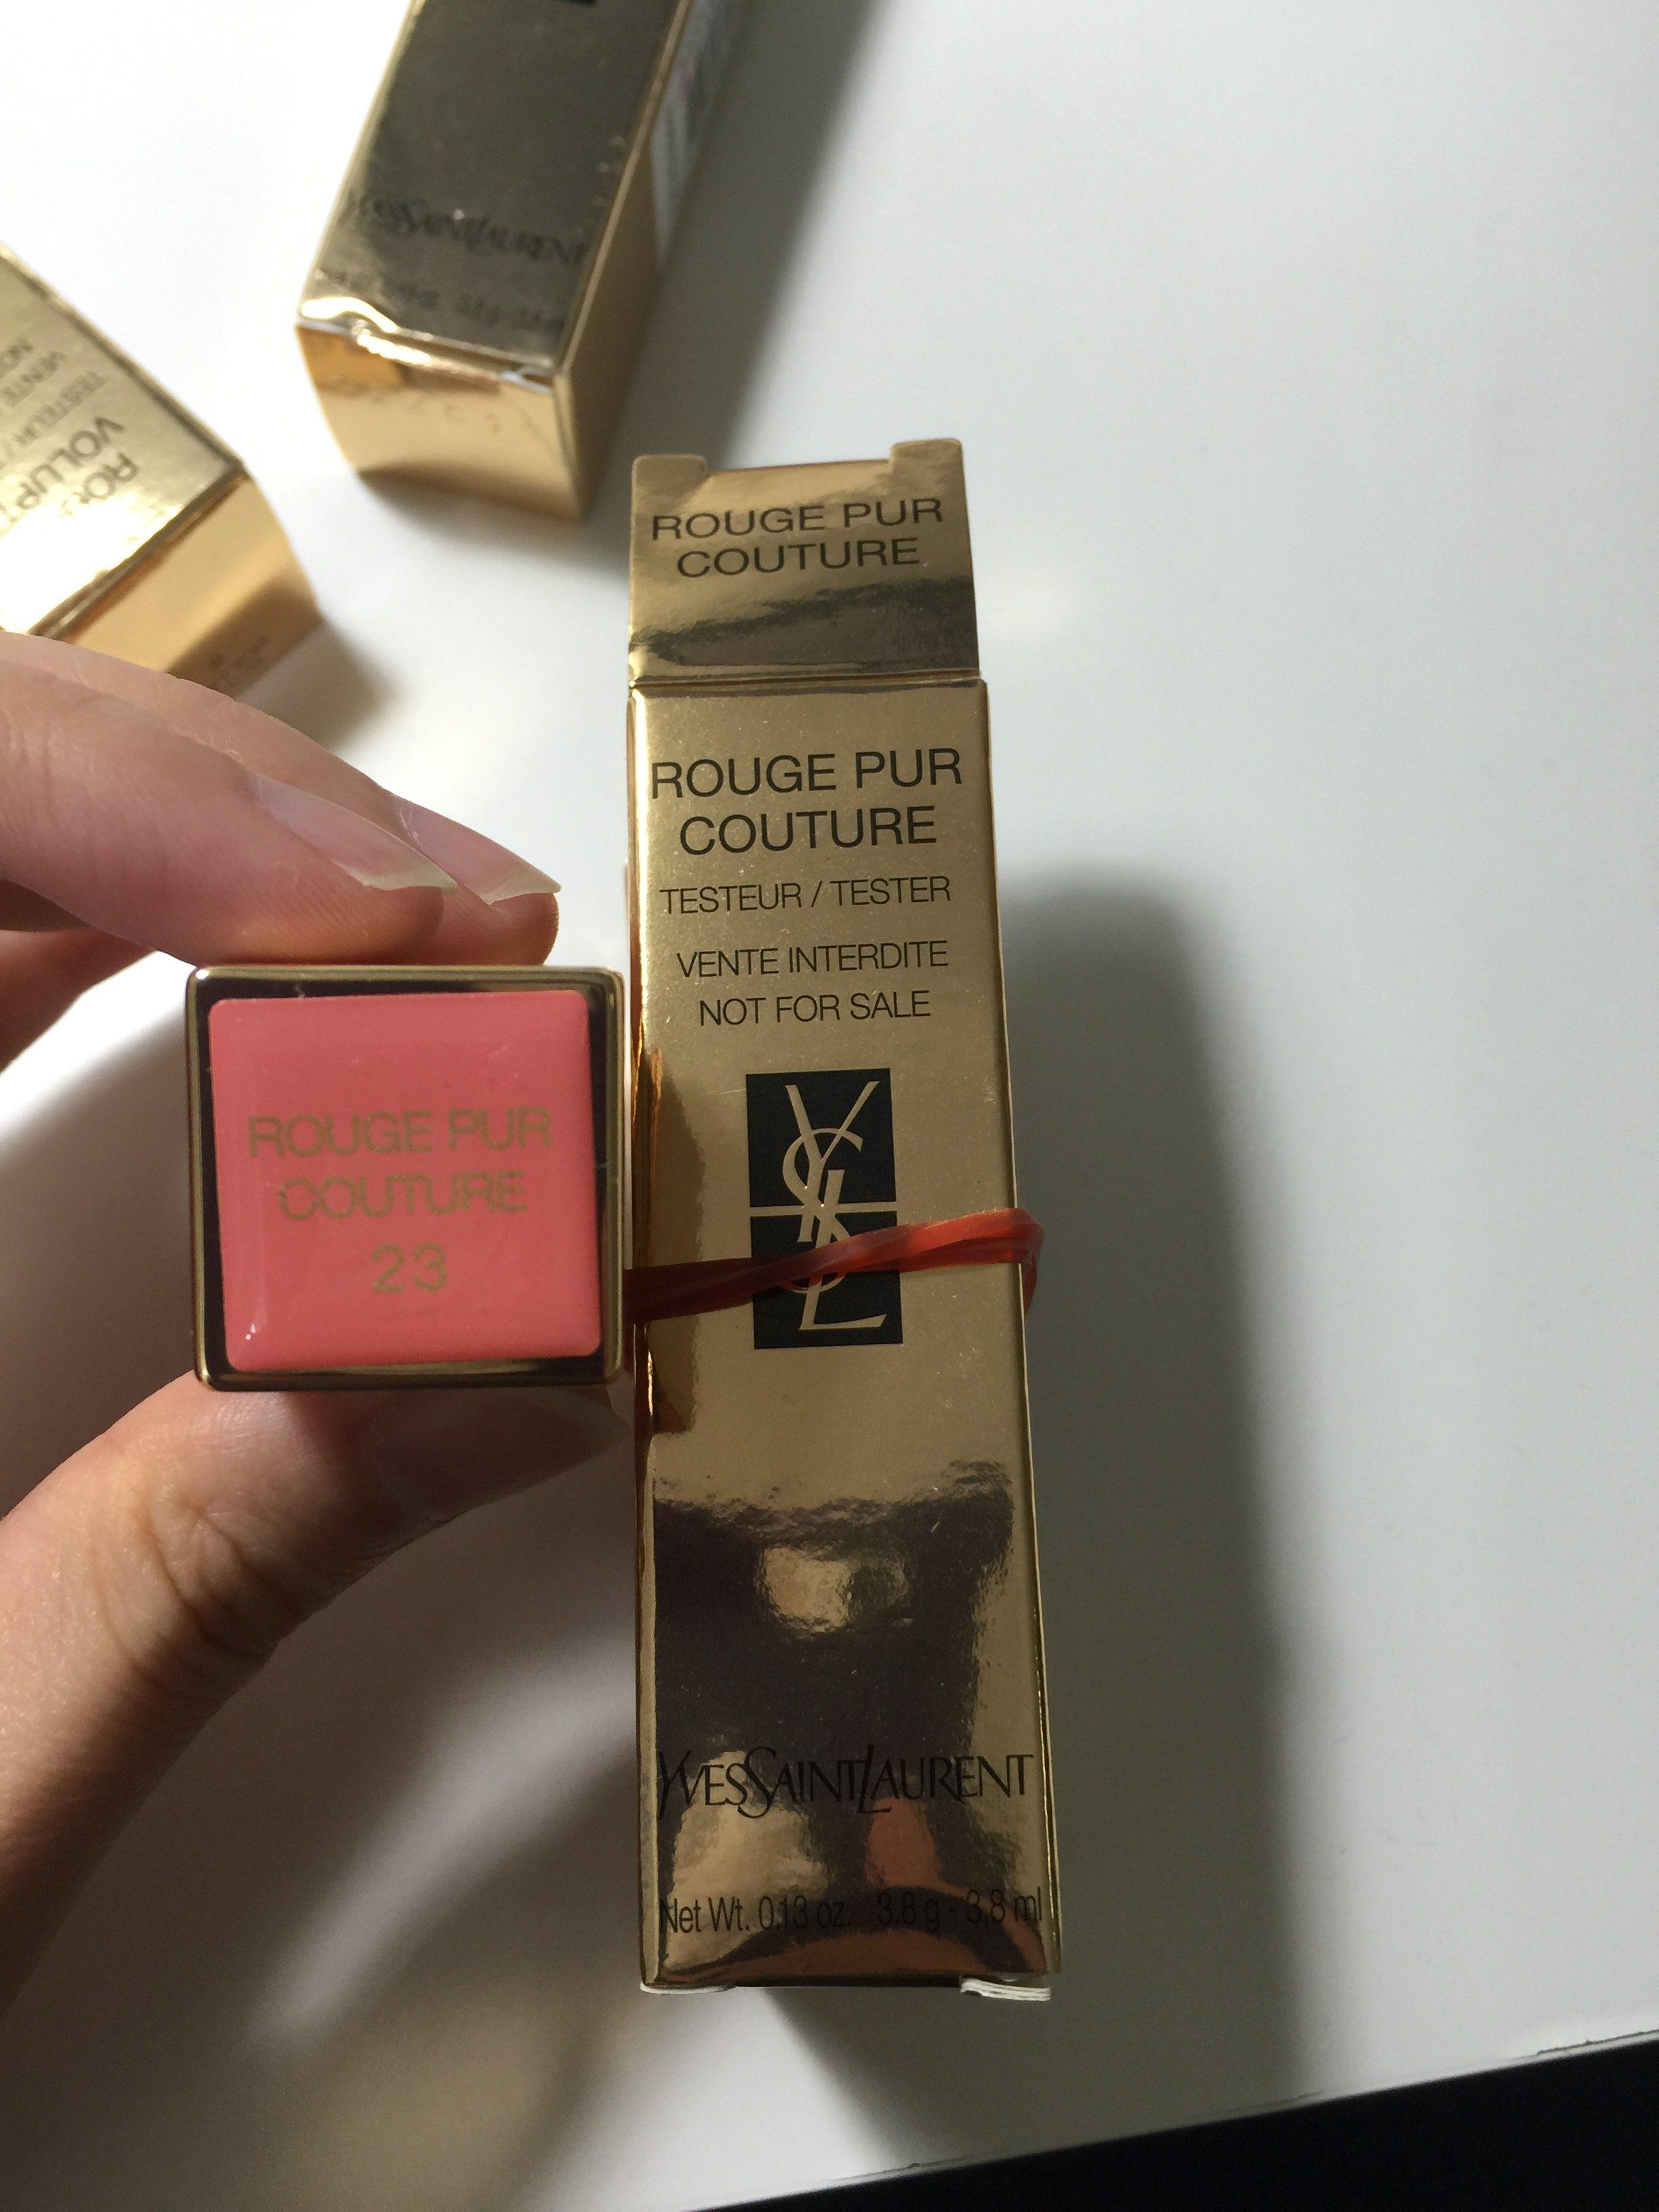 YVESSAINTLAURENT
TESTEUR /
ROUGE PUR
COUTURE
ROUGE PUR
COUTURE
TESTEUR / TESTER
VENTE INTERDITE
NOT FOR SALE
YSL
ROUGE PUR
COUTURE
23
YVESSAINTLAURENT
Net Wt. 0.13 oz. 3.8 g - 3,8 ml